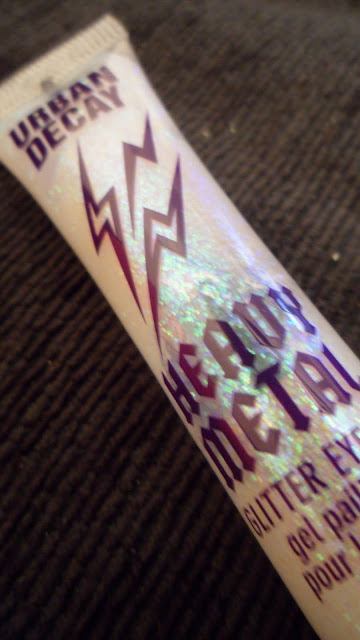 URBAN
DECAY
HEAVY
METAL
GLITTER EYE
gel pai
pour